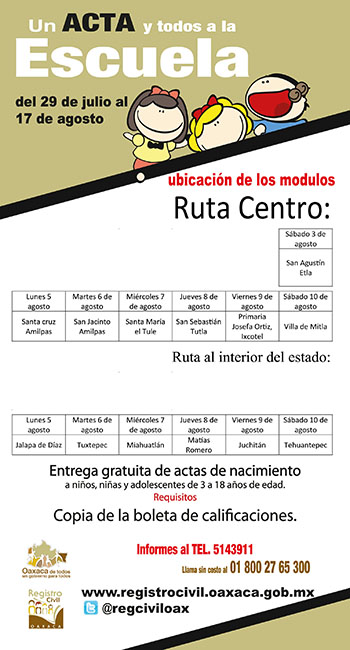 Un ACTA y todos a la
Escuela
del 29 de julio al
17 de agosto
ubicación de los modulos
Ruta Centro:
Sábado 3 de agosto
San Agustín Etla
Lunes 5 agosto Martes 6 de agosto Miércoles 7 de agosto Jueves 8 de agosto Viernes 9 de agosto Sábado 10 de agosto
Santa cruz Amilpas San Jacinto Amilpas Santa María el Tule San Sebastián Tutla Primaria Josefa Ortiz, Ixcotel Villa de Mitla
Ruta al interior del estado:
Lunes 5 agosto Martes 6 de agosto Miércoles 7 de agosto Jueves 8 de agosto Viernes 9 de agosto Sábado 10 de agosto
Jalapa de Díaz Tuxtepec Miahuatlán Matías Romero Juchitán Tehuantepec
Entrega gratuita de actas de nacimiento
a niños, niñas y adolescentes de 3 a 18 años de edad.
Requisitos
Copia de la boleta de calificaciones.
Informes al TEL. 5143911
Llama sin costo al 01 800 27 65 300
Oaxaca de todos
un gobierno para todos
Registro Civil
OAXACA
www.registrocivil.oaxaca.gob.mx
@regciviloax